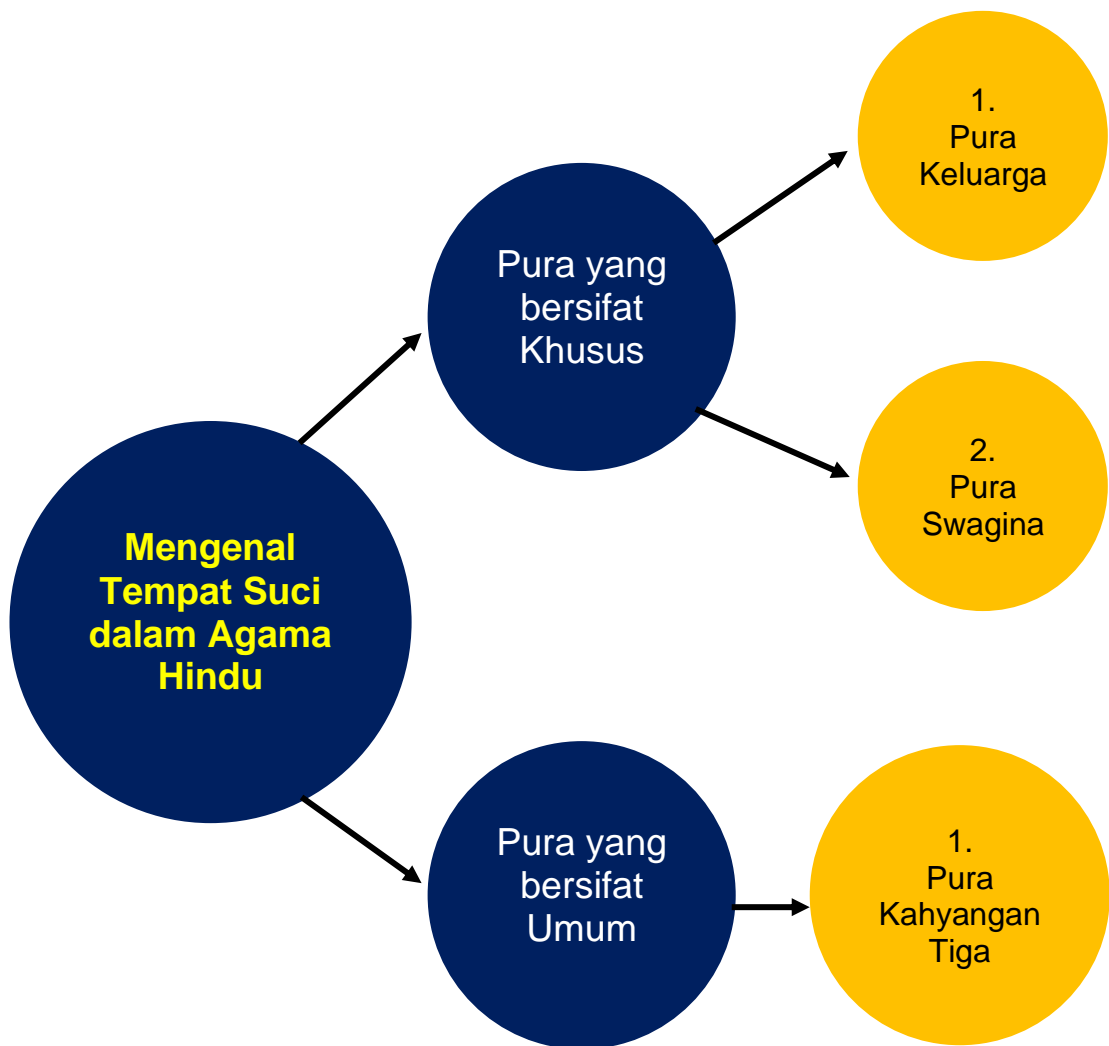 Mengenal
Tempat Suci
dalam Agama
Hindu
Pura yang
bersifat
Khusus
1.
Pura
Keluarga
2.
Pura
Swagina
Pura yang
bersifat
Umum
1.
Pura
Kahyangan
Tiga